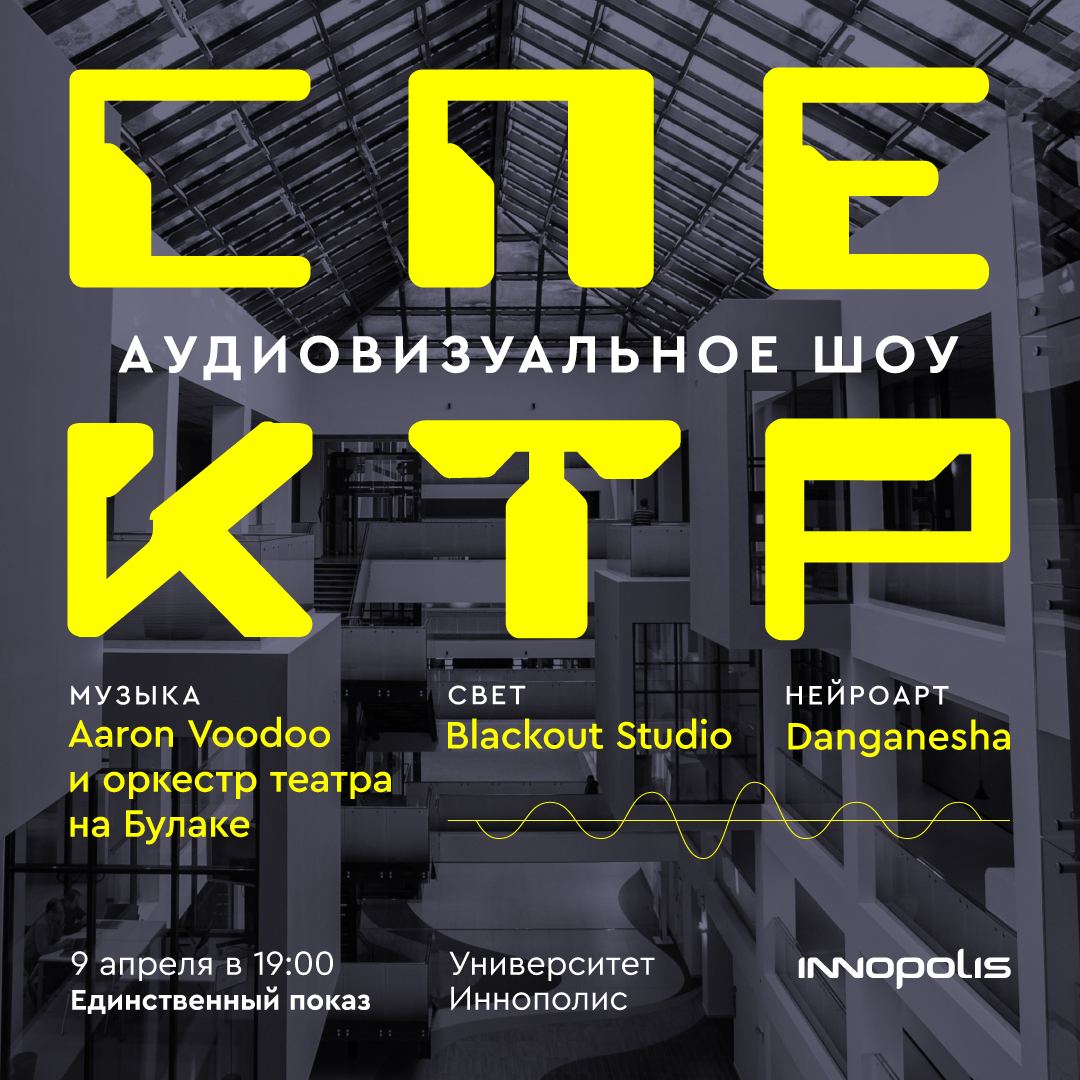 СПЕ
АУДИОВИЗУАЛЬНОЕ ШОУ
КТР
МУЗЫКА
Aaron Voodoo
и оркестр театра
на Булаке
СВЕТ
Blackout Studio
НЕЙРОАРТ
Danganesha
9 апреля в 19:00
Единственный показ
Университет
Иннополис
INNOPOLIS